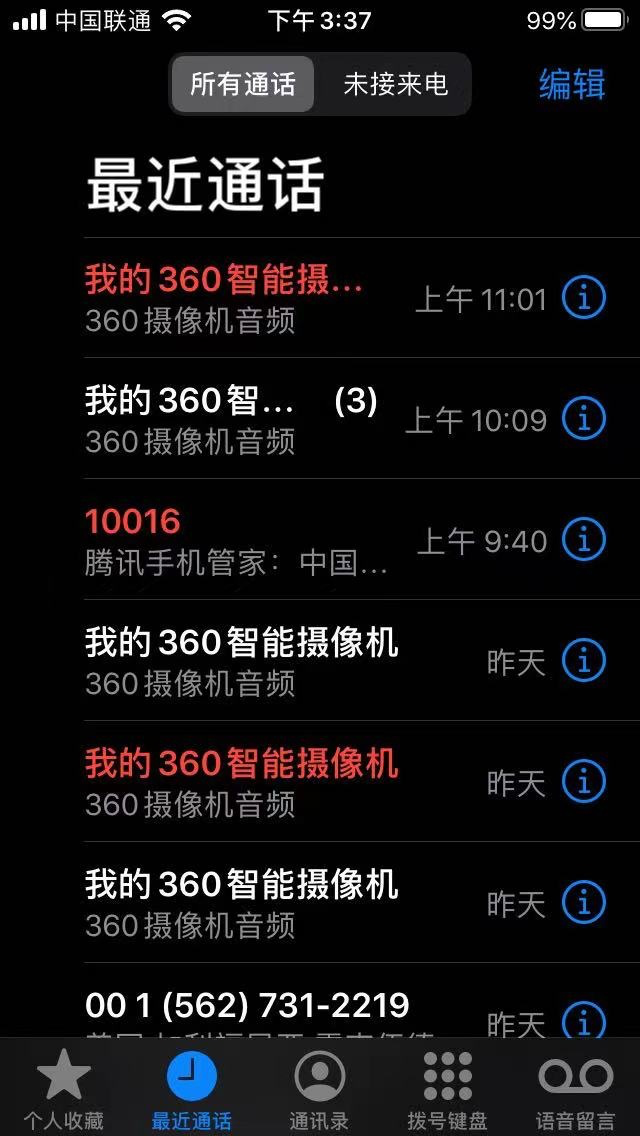 中国联通 下午 3:37 99%
所有通话 未接来电 编辑
最近通话
我的 360 智能摄...
360 摄像机音频
上午 11:01
我的 360 智... (3)
360 摄像机音频
上午 10:09
10016
腾讯手机管家：中国...
上午 9:40
我的 360 智能摄像机
360 摄像机音频
昨天
我的 360 智能摄像机
360 摄像机音频
昨天
我的 360 智能摄像机
360 摄像机音频
昨天
00 1 (562) 731-2219
昨天
个人收藏 最近通话 通讯录 拨号键盘 语音留言